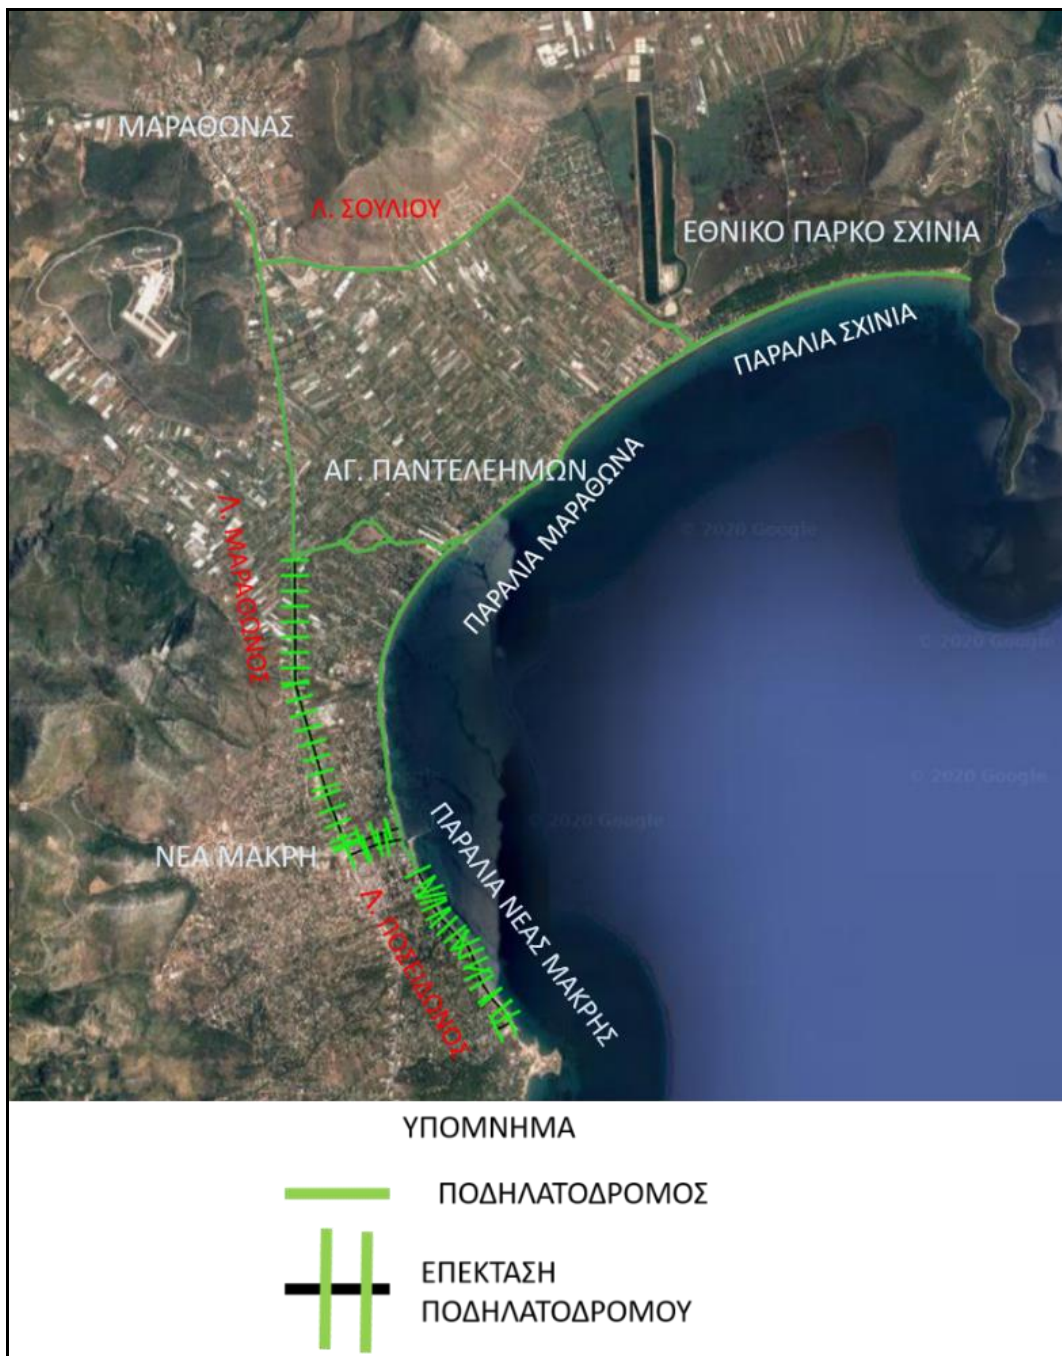 ΜΑΡΑΘΩΝΑΣ
Λ. ΣΟΥΛΙΟΥ
ΕΘΝΙΚΟ ΠΑΡΚΟ ΣΧΙΝΙΑ
ΠΑΡΑΛΙΑ ΣΧΙΝΙΑ
ΑΓ. ΠΑΝΤΕΛΕΗΜΩΝ
ΠΑΡΑΛΙΑ ΜΑΡΑΘΩΝΑ
© 2020 Google
Λ. ΜΑΡΑΘΩΝΟΣ
© 2020 Google
© 2020 Google
© 2020 Google
ΠΑΡΑΛΙΑ ΝΕΑΣ ΜΑΚΡΗΣ
ΝΕΑ ΜΑΚΡΗ
Λ. ΠΟΣΕΙΔΩΝΟΣ
ΥΠΟΜΝΗΜΑ
ΠΟΔΗΛΑΤΟΔΡΟΜΟΣ
ΕΠΕΚΤΑΣΗ
ΠΟΔΗΛΑΤΟΔΡΟΜΟΥ